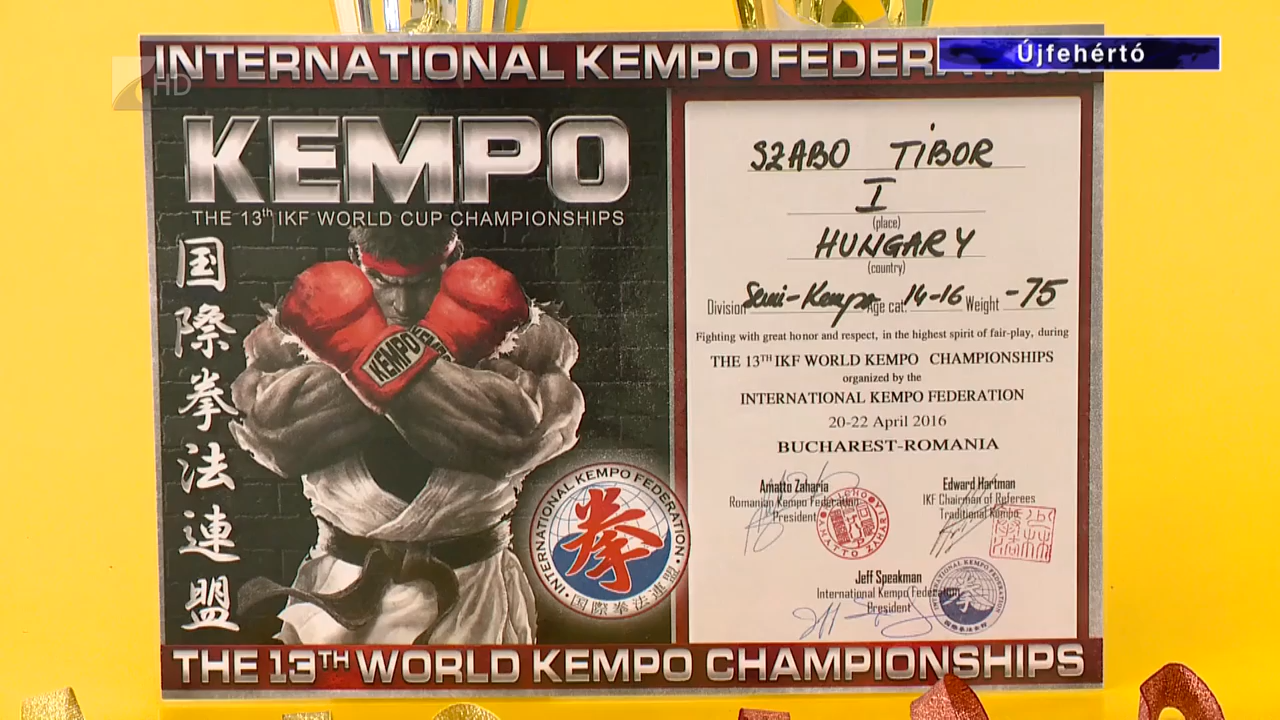 INTERNATIONAL KEMPO FEDER
Újfehértó
HD
KEMPO
THE 13th IKF WORLD CUP CHAMPIONSHIPS
国際拳法連盟
KEMPO
KEMPO
INTERNATIONAL KEMPO FEDERATION
拳
国際拳法連盟
SZABO TIBOR
I
(place)
HUNGARY
(country)
Division Semi-Kempo Age cat. 14-16 Weight -75
Fighting with great honor and respect, in the highest spirit of fair-play, during
THE 13TH IKF WORLD KEMPO CHAMPIONSHIPS
organized by the
INTERNATIONAL KEMPO FEDERATION
20-22 April 2016
BUCHAREST-ROMANIA
Amatto Zaharia
Romanian Kempo Federation
President
Edward Hartman
IKF Chairman of Referees
Traditional Kempo
Jeff Speakman
International Kempo Federation
President
INTERNATIONAL KEMPO FEDERATION
THE 13TH WORLD KEMPO CHAMPIONSHIPS